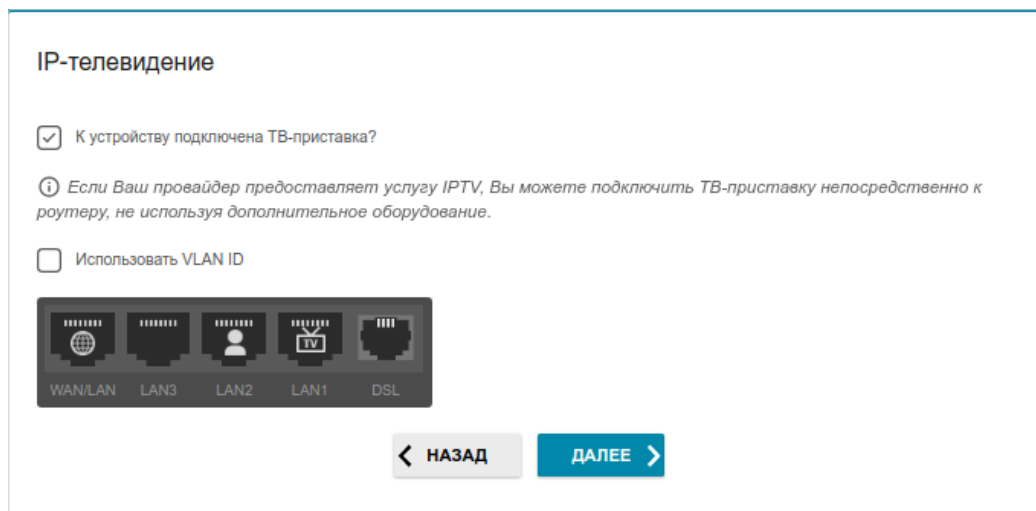 IP-телевидение
К устройству подключена ТВ-приставка?
Если Ваш провайдер предоставляет услугу IPTV, Вы можете подключить ТВ-приставку непосредственно к
роутеру, не используя дополнительное оборудование.
Использовать VLAN ID
TV
WAN/LAN LAN3 LAN2 LAN1 DSL
НАЗАД ДАЛЕЕ